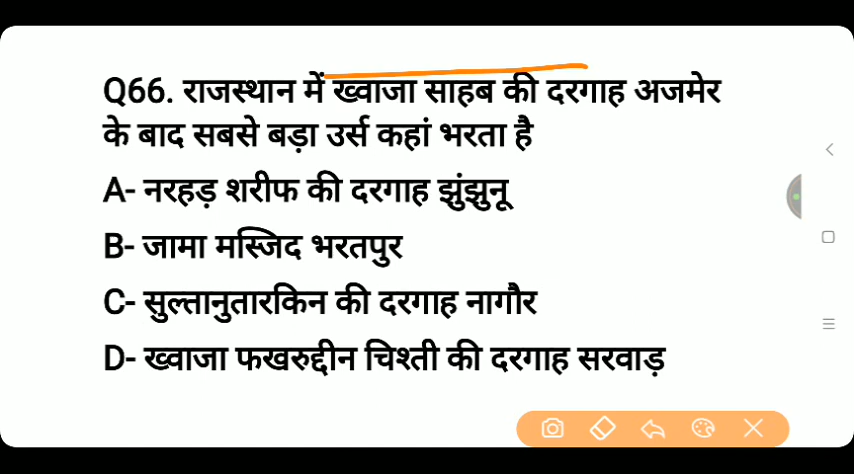 Q66. राजस्थान में ख्वाजा साहब की दरगाह अजमेर
के बाद सबसे बड़ा उर्स कहां भरता है
A- नरहड़ शरीफ की दरगाह झुंझुनू
B- जामा मस्जिद भरतपुर
C- सुल्तानुतारकिन की दरगाह नागौर
D- ख्वाजा फखरुद्दीन चिश्ती की दरगाह सरवाड़